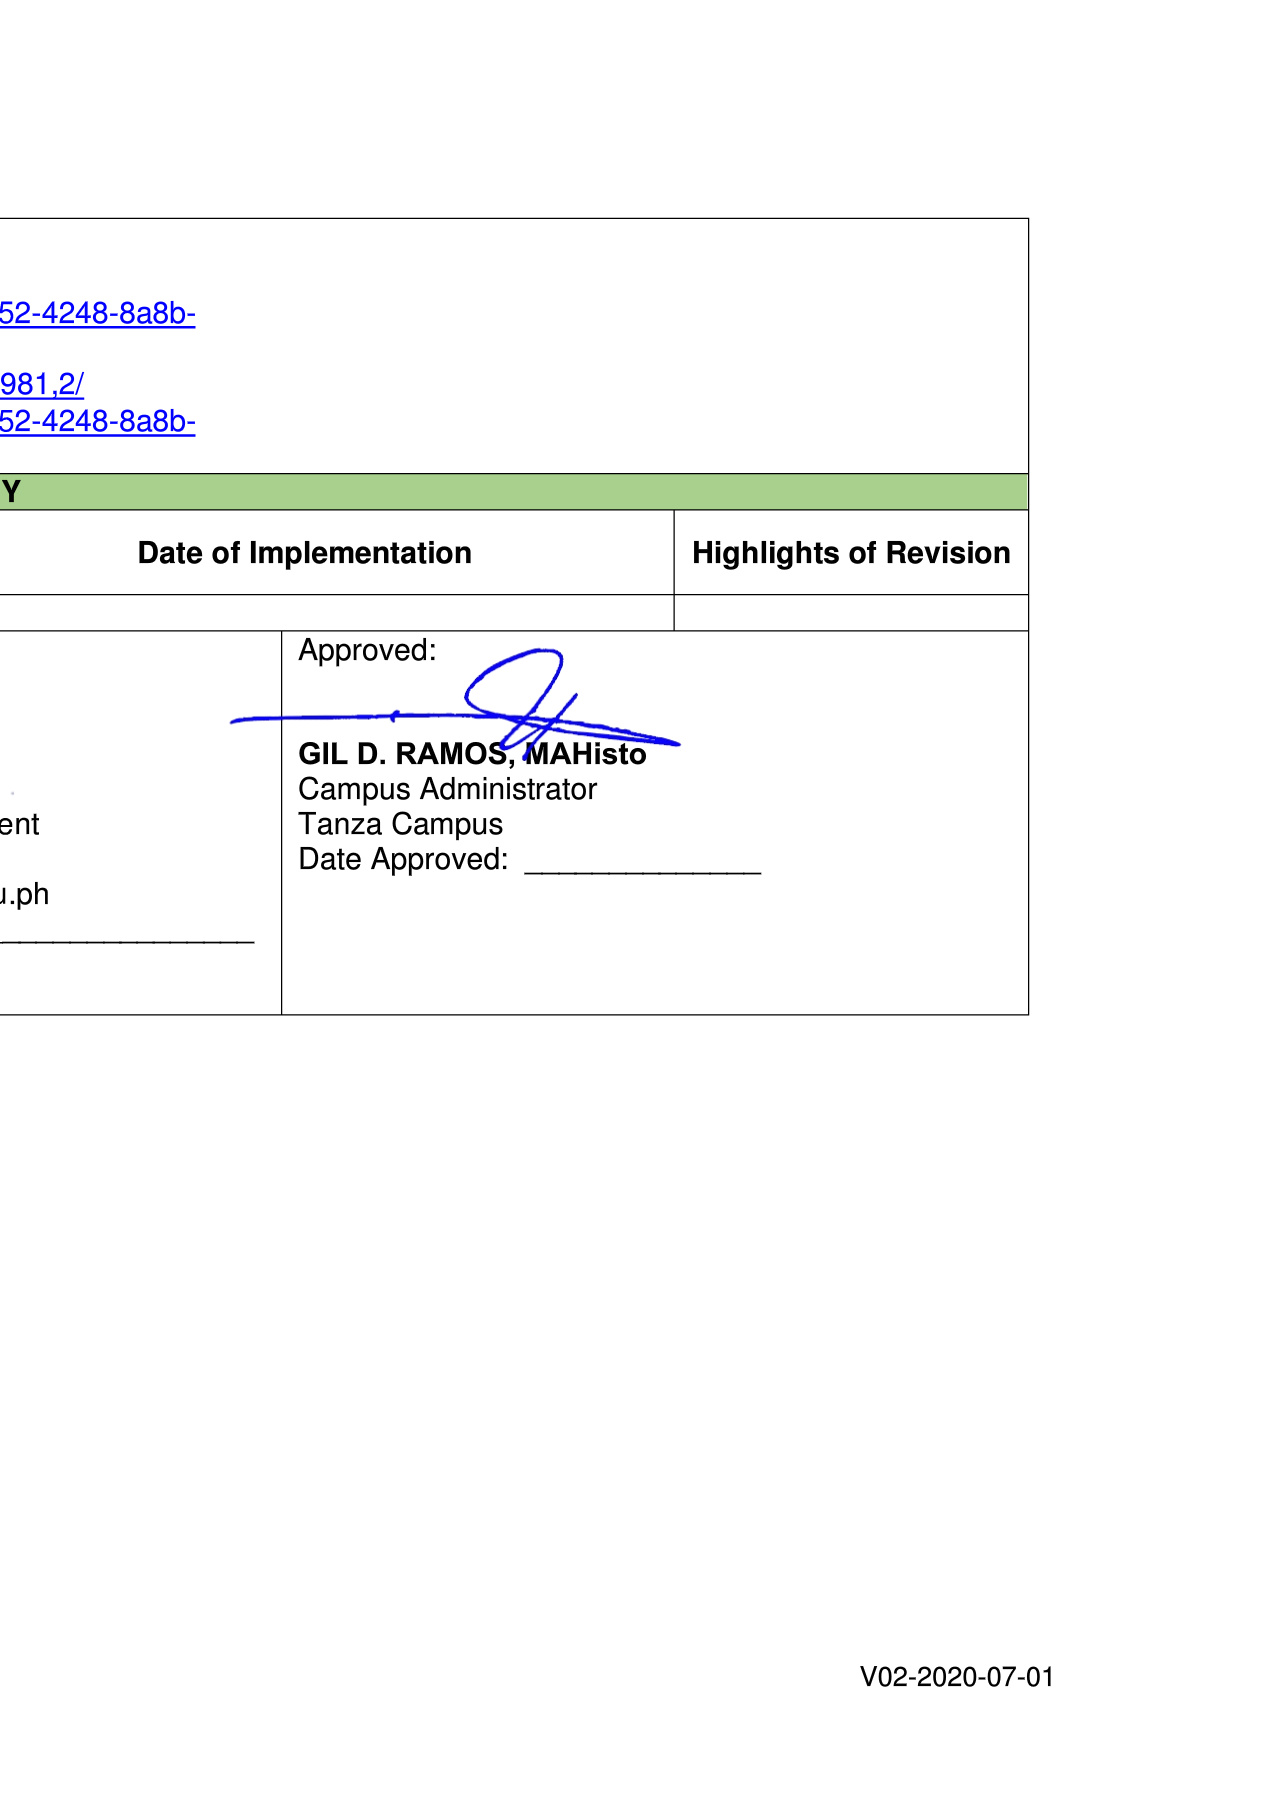 52-4248-8a8b-
981,2/
52-4248-8a8b-
Y
Date of Implementation
Highlights of Revision
Approved:
GIL D. RAMOS, MAHisto
Campus Administrator
Tanza Campus
Date Approved: ______________
ent
u.ph
_______________
V02-2020-07-01